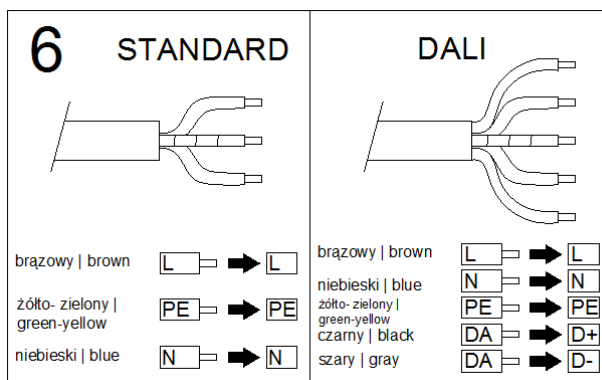 6 STANDARD
brązowy | brown L L
żółto- zielony |
green-yellow PE PE
niebieski | blue N N
DALI
brązowy | brown L L
niebieski | blue N N
żółto- zielony |
green-yellow PE PE
czarny | black DA D+
szary | gray DA D-